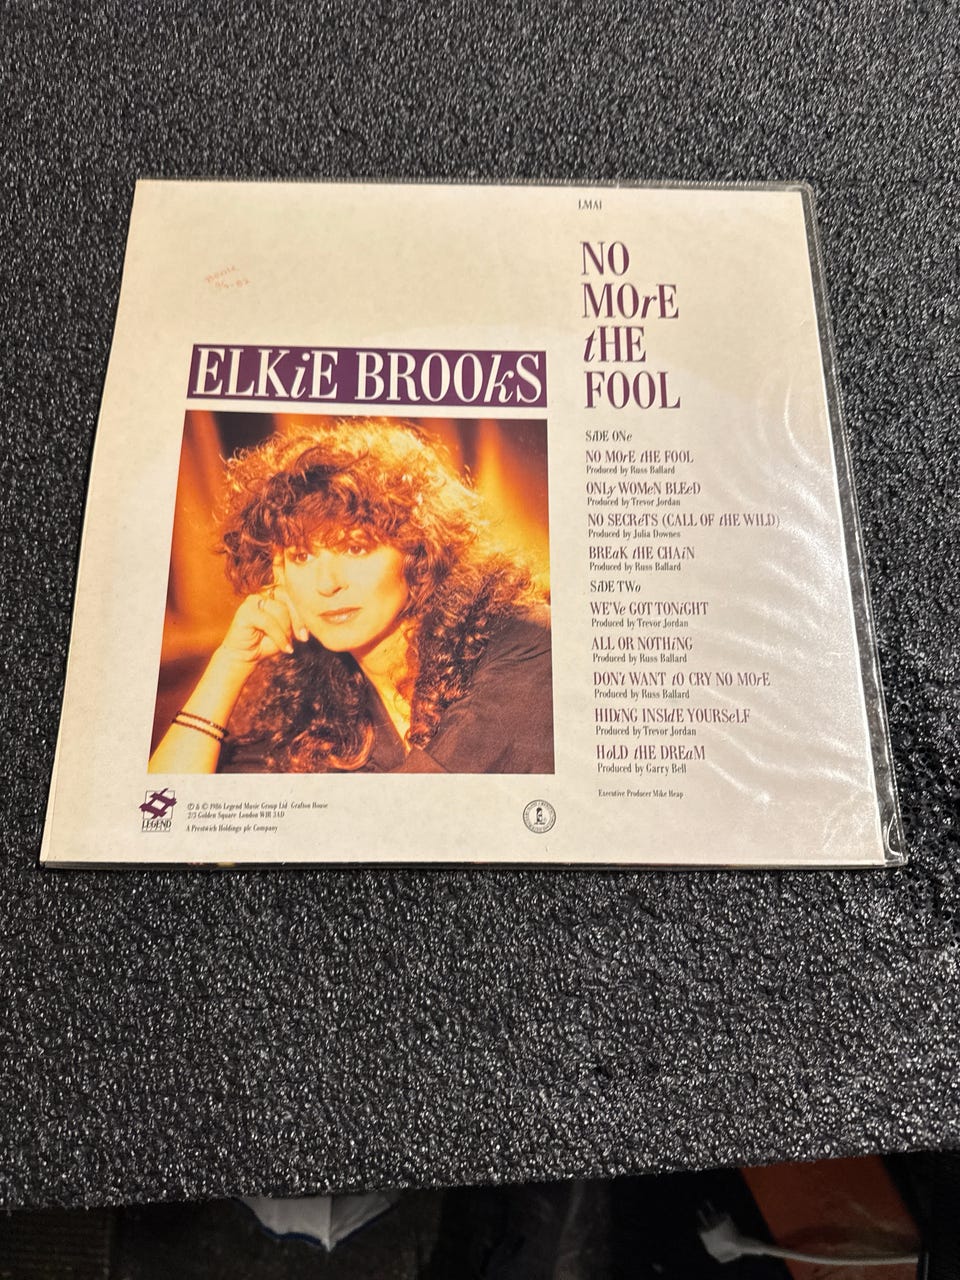 LMA1
NO
MOrE
tHE
FOOL
ELKiE BROOkS
SiDE ONe
NO MOrE tHE FOOL
Produced by Russ Ballard
ONLy WOMeN BLEeD
Produced by Trevor Jordan
NO SECReTS (CALL OF tHE WILD)
Produced by Julia Downes
BREaK tHE CHAiN
Produced by Russ Ballard
SiDE TWo
WE'Ve GOT TONiGHT
Produced by Trevor Jordan
ALL OR NOTHiNG
Produced by Russ Ballard
DON't WANT tO CRY NO MOrE
Produced by Russ Ballard
HIDiNG INSIdE YOURSeLF
Produced by Trevor Jordan
HoLD tHE DREaM
Produced by Garry Bell
Executive Producer Mike Heap
LEGEND
℗ & © 1986 Legend Music Group Ltd. Grafton House
2/3 Golden Square London W1R 3AD
A Prestwich Holdings plc Company